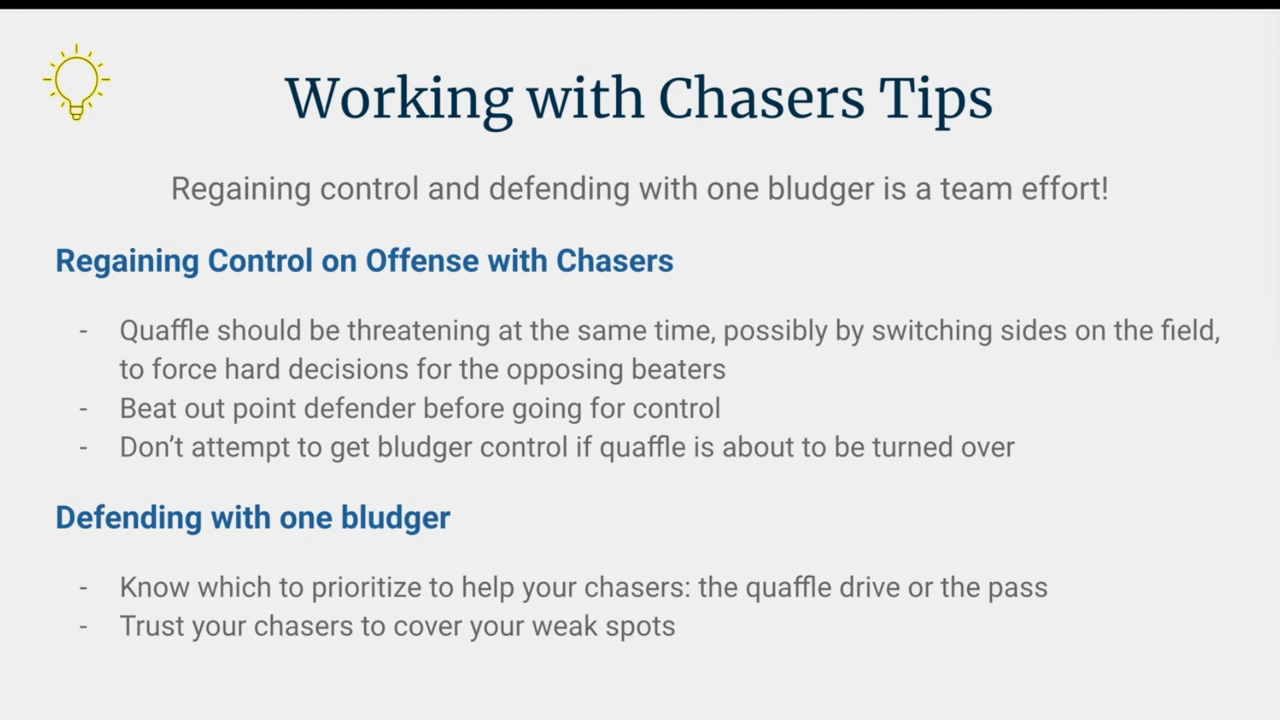 Working with Chasers Tips
Regaining control and defending with one bludger is a team effort!
Regaining Control on Offense with Chasers
- Quaffle should be threatening at the same time, possibly by switching sides on the field,
to force hard decisions for the opposing beaters
- Beat out point defender before going for control
- Don’t attempt to get bludger control if quaffle is about to be turned over
Defending with one bludger
- Know which to prioritize to help your chasers: the quaffle drive or the pass
- Trust your chasers to cover your weak spots